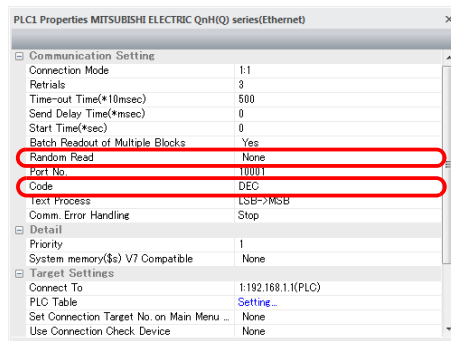 PLC1 Properties MITSUBISHI ELECTRIC QnH(Q) series(Ethernet)
Communication Setting
Connection Mode 1:1
Retrials 3
Time-out Time(*10msec) 500
Send Delay Time(*msec) 0
Start Time(*sec) 0
Batch Readout of Multiple Blocks Yes
Random Read None
Port No. 10001
Code DEC
Text Process LSB->MSB
Comm. Error Handling Stop
Detail
Priority 1
System memory($s) V7 Compatible None
Target Settings
Connect To 1:192.168.1.1(PLC)
PLC Table Setting...
Set Connection Target No. on Main Menu ... None
Use Connection Check Device None